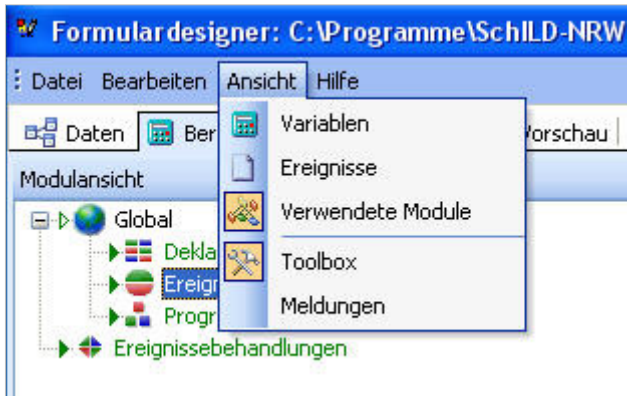 Formulardesigner: C:\Programme\SchILD-NRW
Datei Bearbeiten Ansicht Hilfe
Daten Ber Vorschau
Modulansicht
Variablen
Ereignisse
Verwendete Module
Toolbox
Meldungen
Global
Dekla
Ereign
Progr
Ereignissebehandlungen